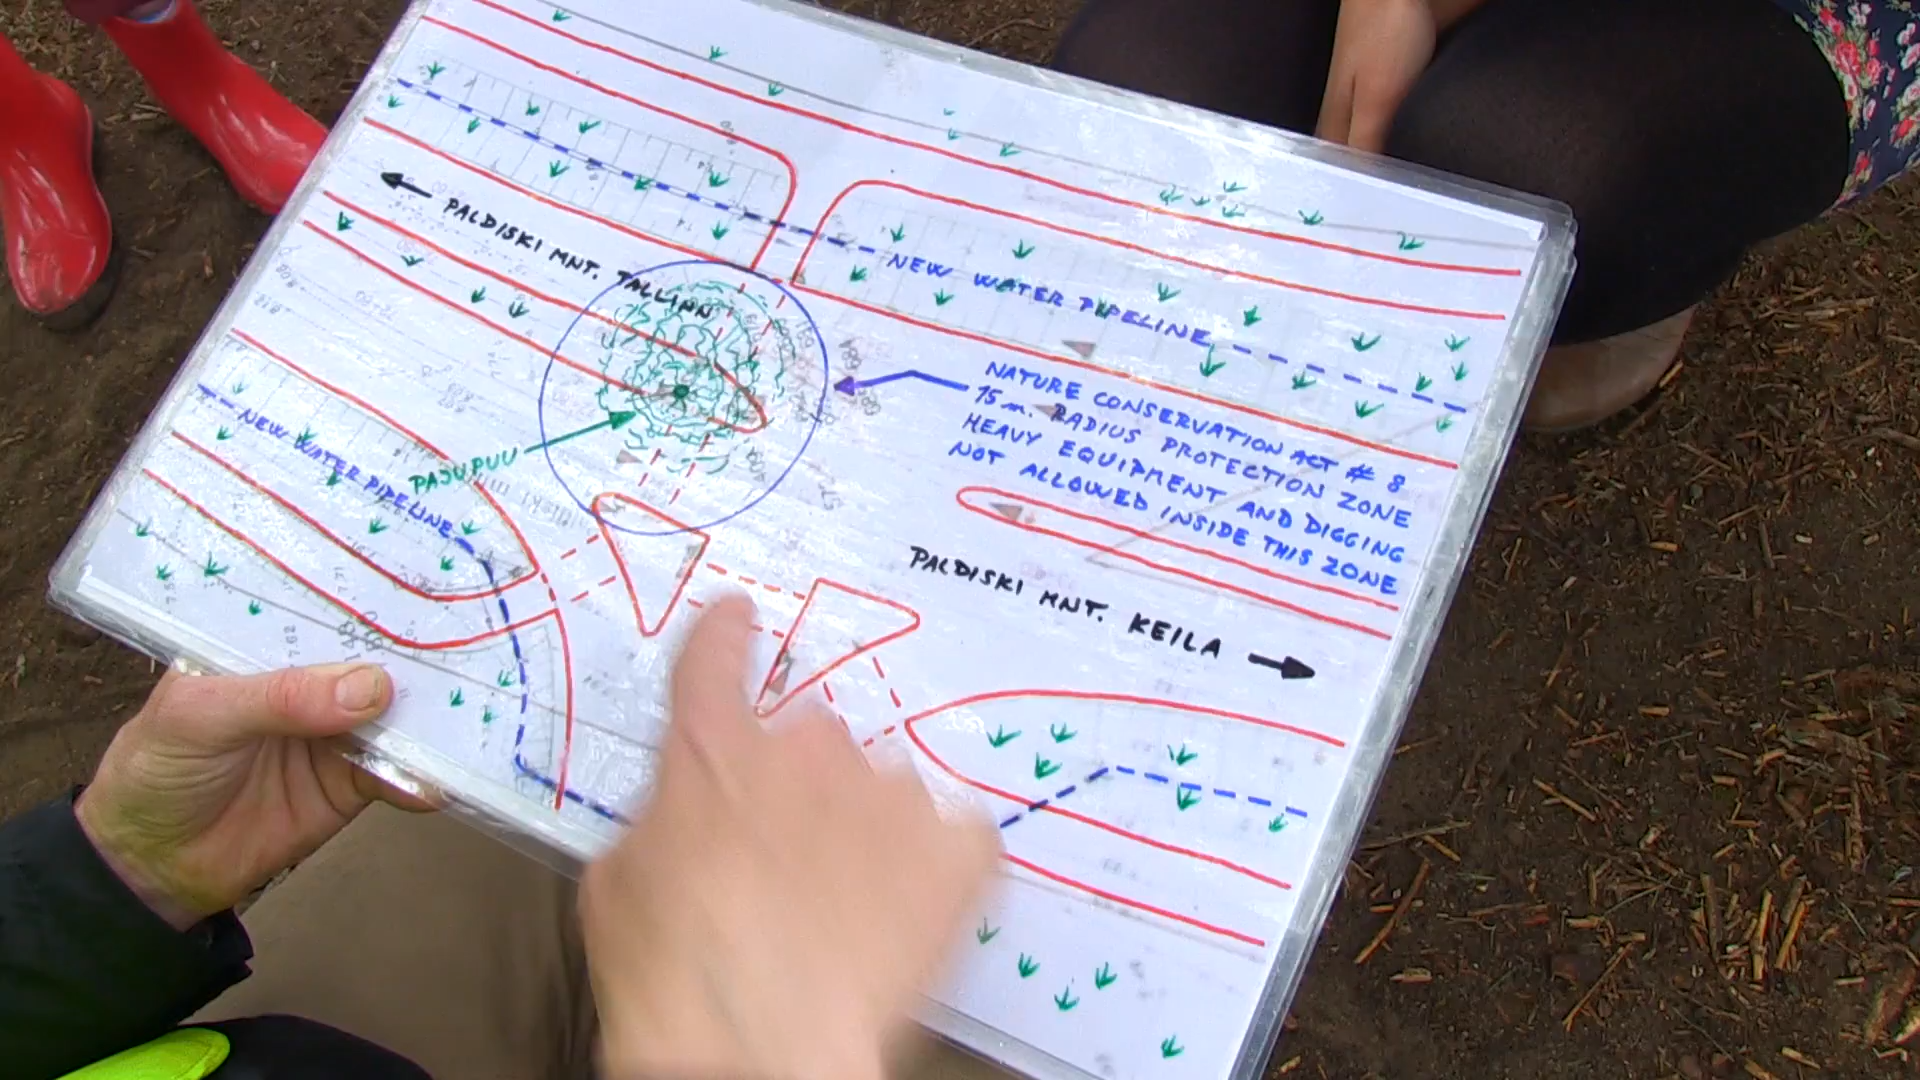 PALDISKI MNT. TALLINN
NEW WATER PIPELINE
NATURE CONSERVATION ACT # 8
15 m. RADIUS PROTECTION ZONE
HEAVY EQUIPMENT AND DIGGING
NOT ALLOWED INSIDE THIS ZONE
NEW WATER PIPELINE
PAJUPUU
PALDISKI MNT. KEILA